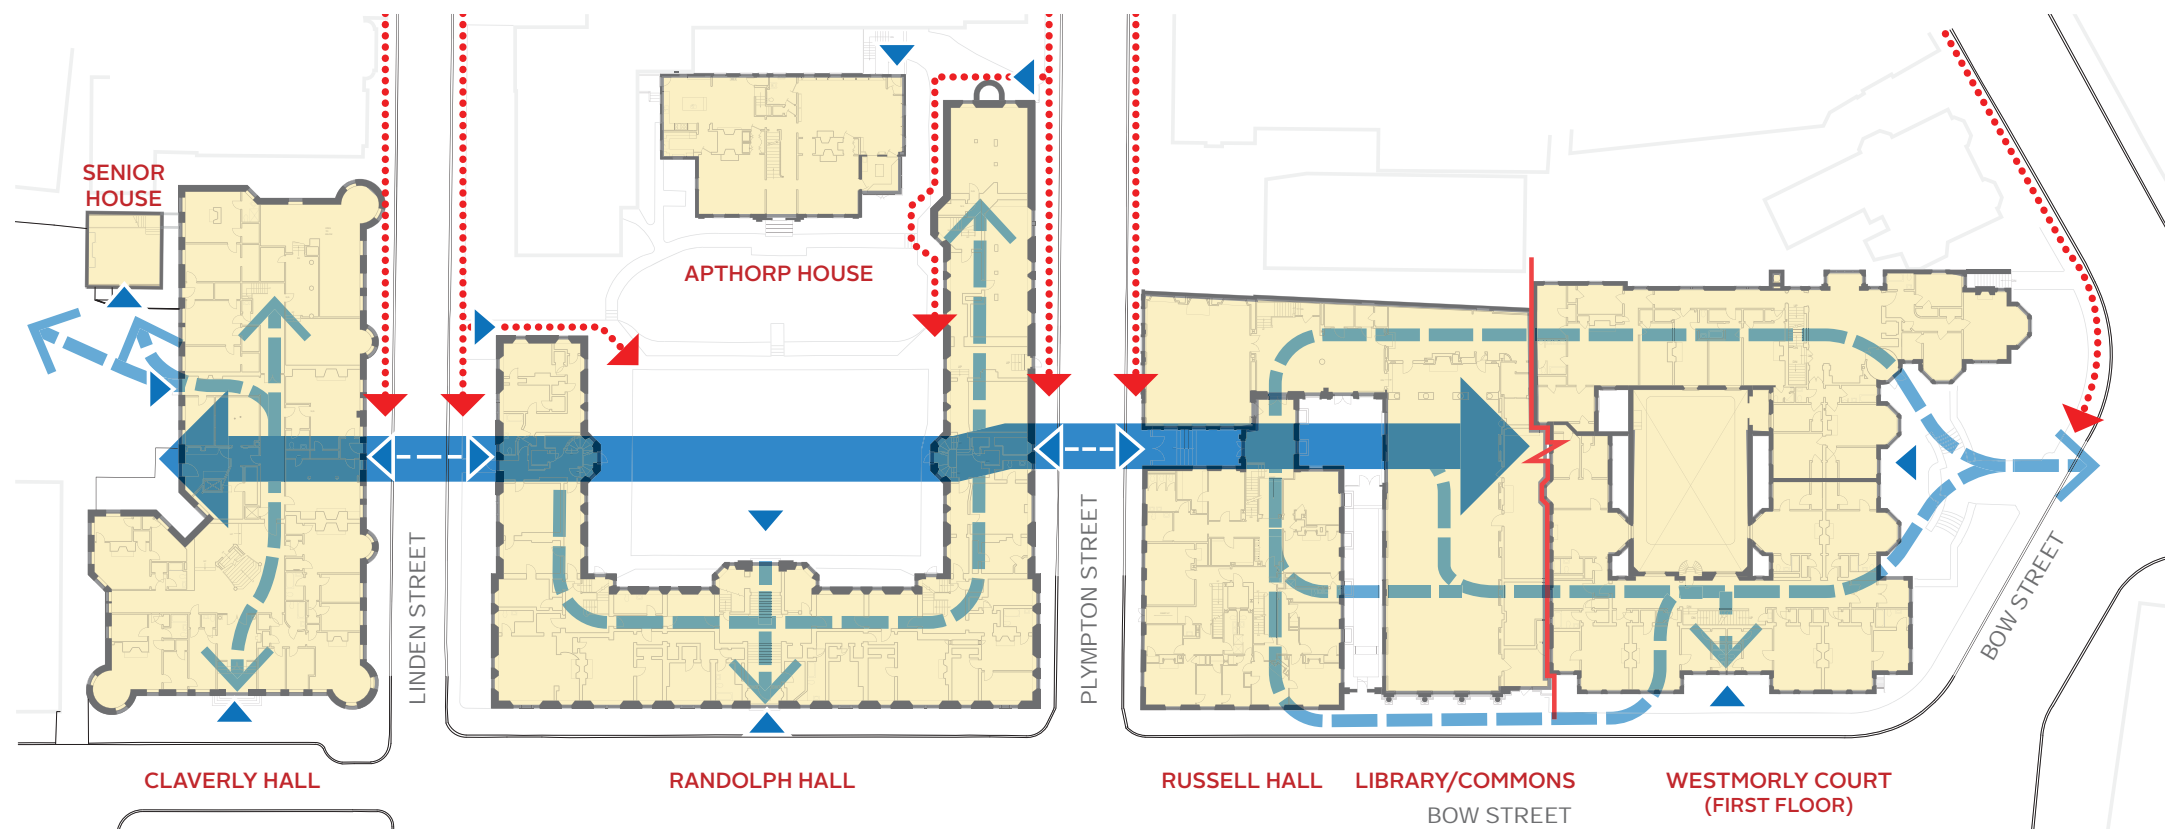 SENIOR
HOUSE
APTHORP HOUSE
LINDEN STREET
PLYMPTON STREET
BOW STREET
CLAVERLY HALL
RANDOLPH HALL
RUSSELL HALL
LIBRARY/COMMONS
WESTMORLY COURT
(FIRST FLOOR)
BOW STREET